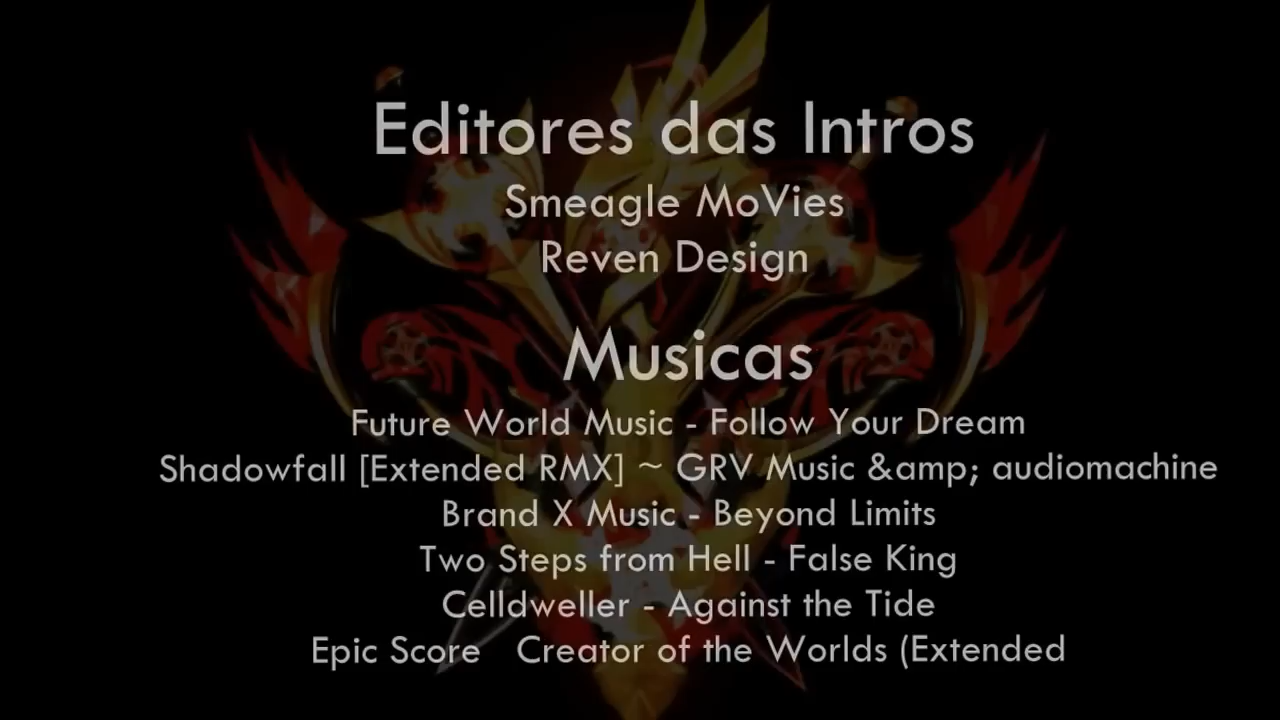 Editores das Intros
Smeagle MoVies
Reven Design
Musicas
Future World Music - Follow Your Dream
Shadowfall [Extended RMX] ~ GRV Music &amp; audiomachine
Brand X Music - Beyond Limits
Two Steps from Hell - False King
Celldweller - Against the Tide
Epic Score   Creator of the Worlds (Extended